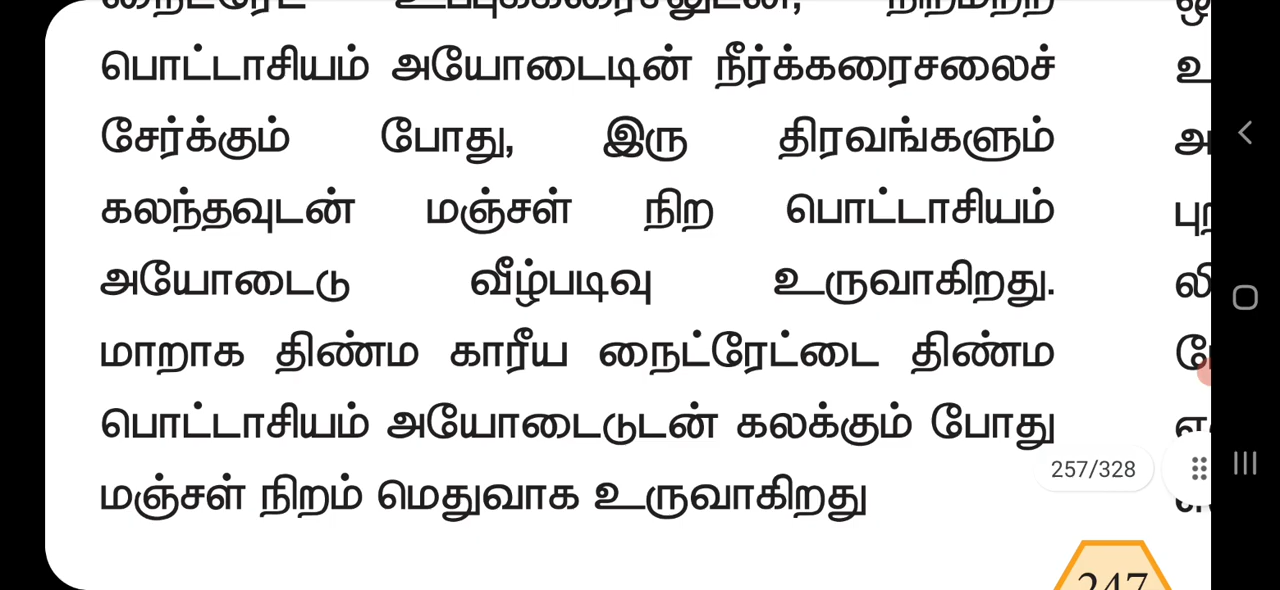 பொட்டாசியம் அயோடைடின் நீர்க்கரைசலைச்
சேர்க்கும் போது, இரு திரவங்களும்
கலந்தவுடன் மஞ்சள் நிற பொட்டாசியம்
அயோடைடு வீழ்படிவு உருவாகிறது.
மாறாக திண்ம காரீய நைட்ரேட்டை திண்ம
பொட்டாசியம் அயோடைடுடன் கலக்கும் போது
மஞ்சள் நிறம் மெதுவாக உருவாகிறது
257/328
247